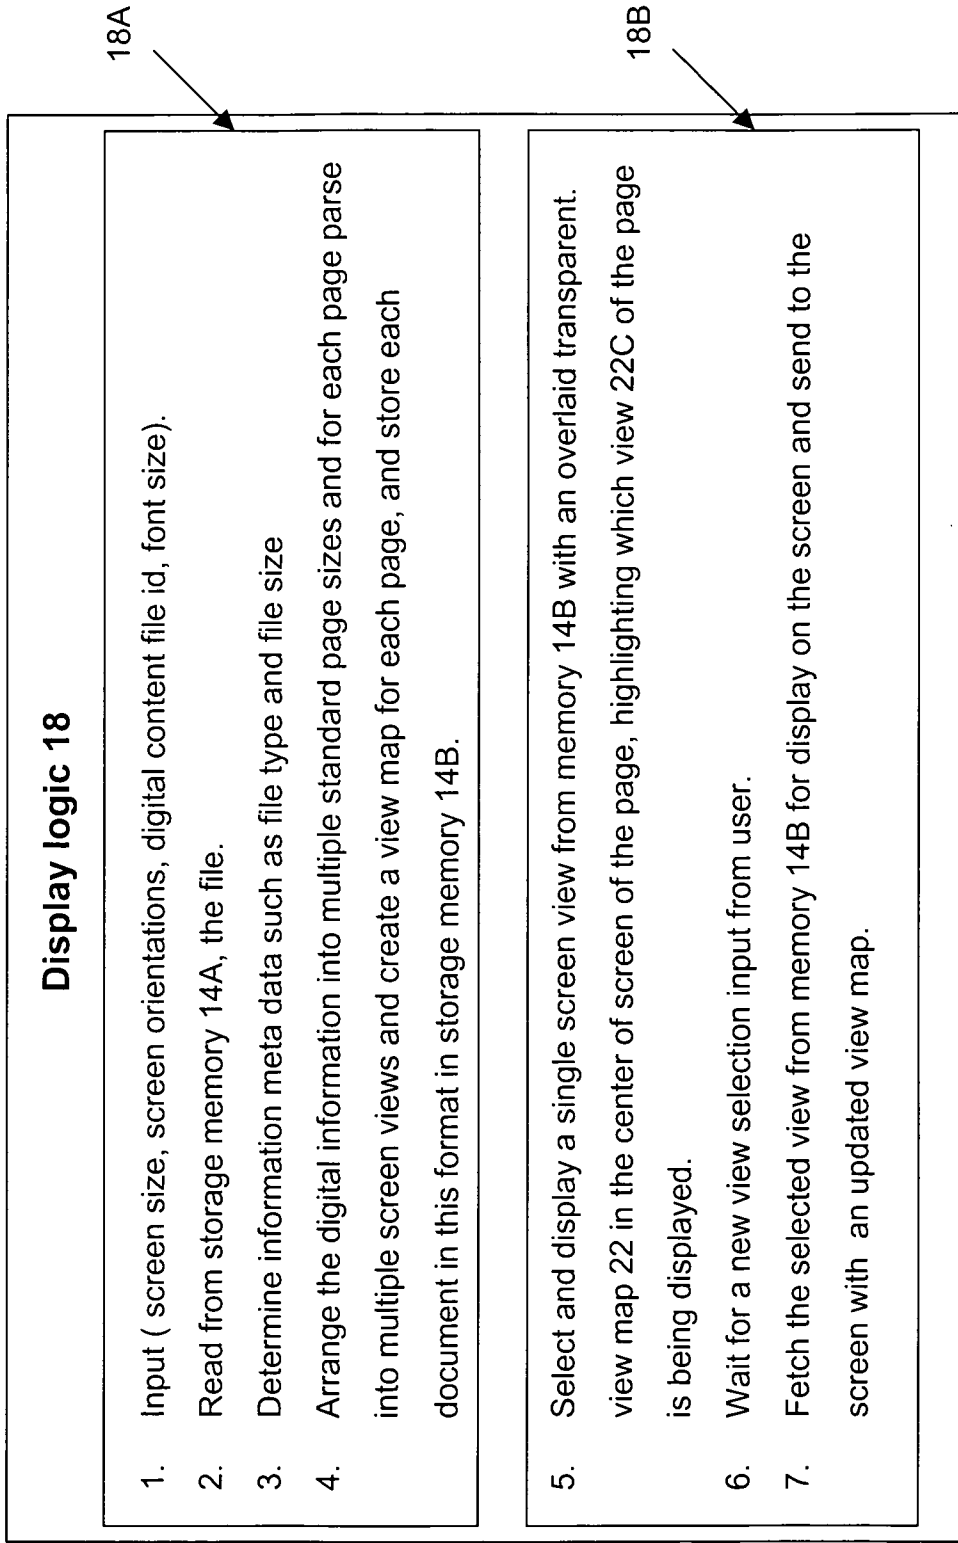 Display logic 18
18A
1. Input ( screen size, screen orientations, digital content file id, font size).
2. Read from storage memory 14A, the file.
3. Determine information meta data such as file type and file size
4. Arrange the digital information into multiple standard page sizes and for each page parse
into multiple screen views and create a view map for each page, and store each
document in this format in storage memory 14B.
18B
5. Select and display a single screen view from memory 14B with an overlaid transparent.
view map 22 in the center of screen of the page, highlighting which view 22C of the page
is being displayed.
6. Wait for a new view selection input from user.
7. Fetch the selected view from memory 14B for display on the screen and send to the
screen with an updated view map.